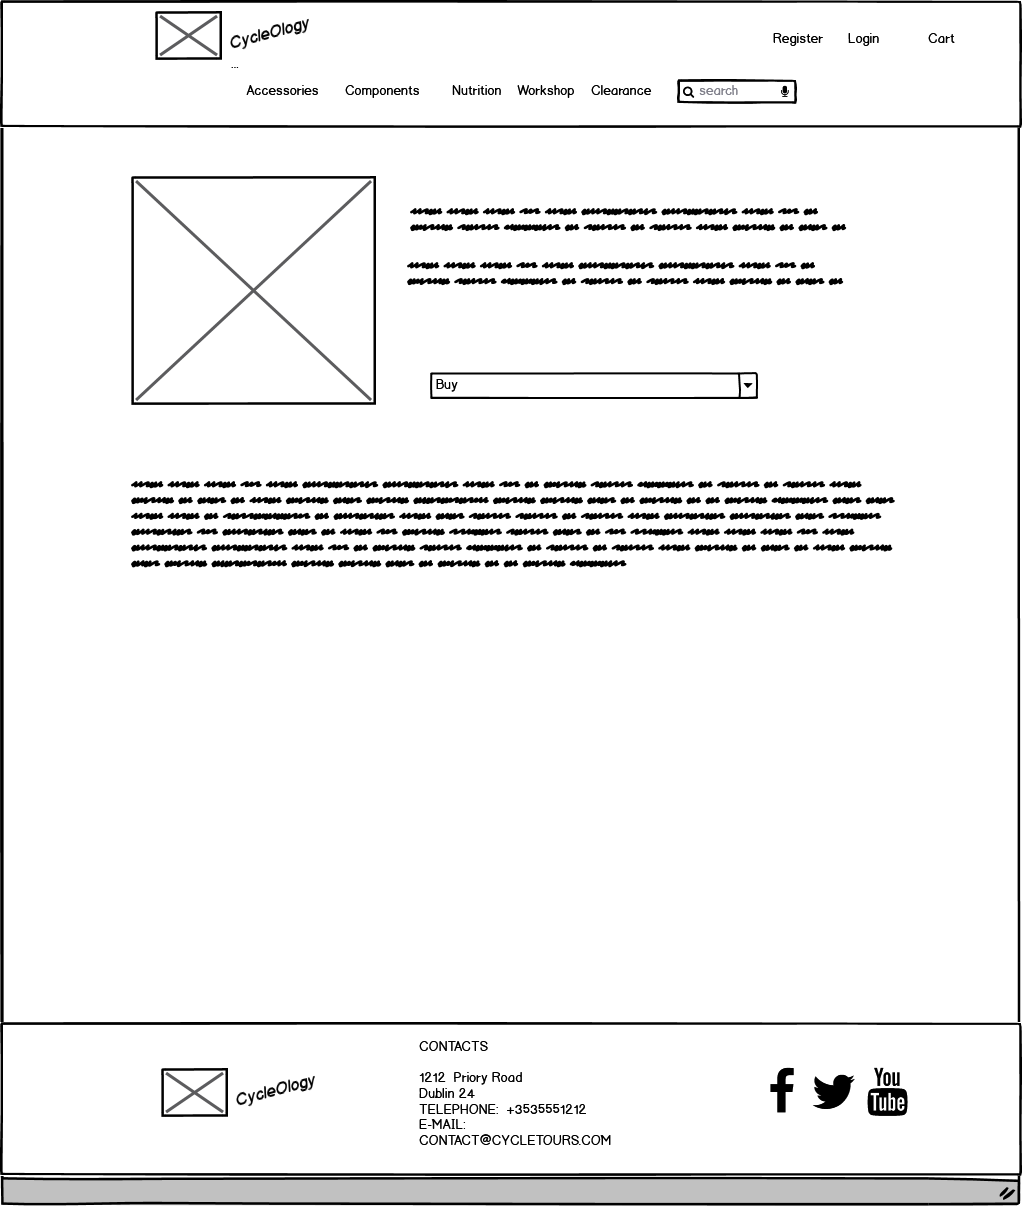 CycleOlogy
Register Login Cart
...
Accessories Components Nutrition Workshop Clearance search
Buy
CONTACTS
1212 Priory Road
Dublin 24
TELEPHONE: +3535551212
E-MAIL:
CONTACT@CYCLETOURS.COM
CycleOlogy
You
Tube